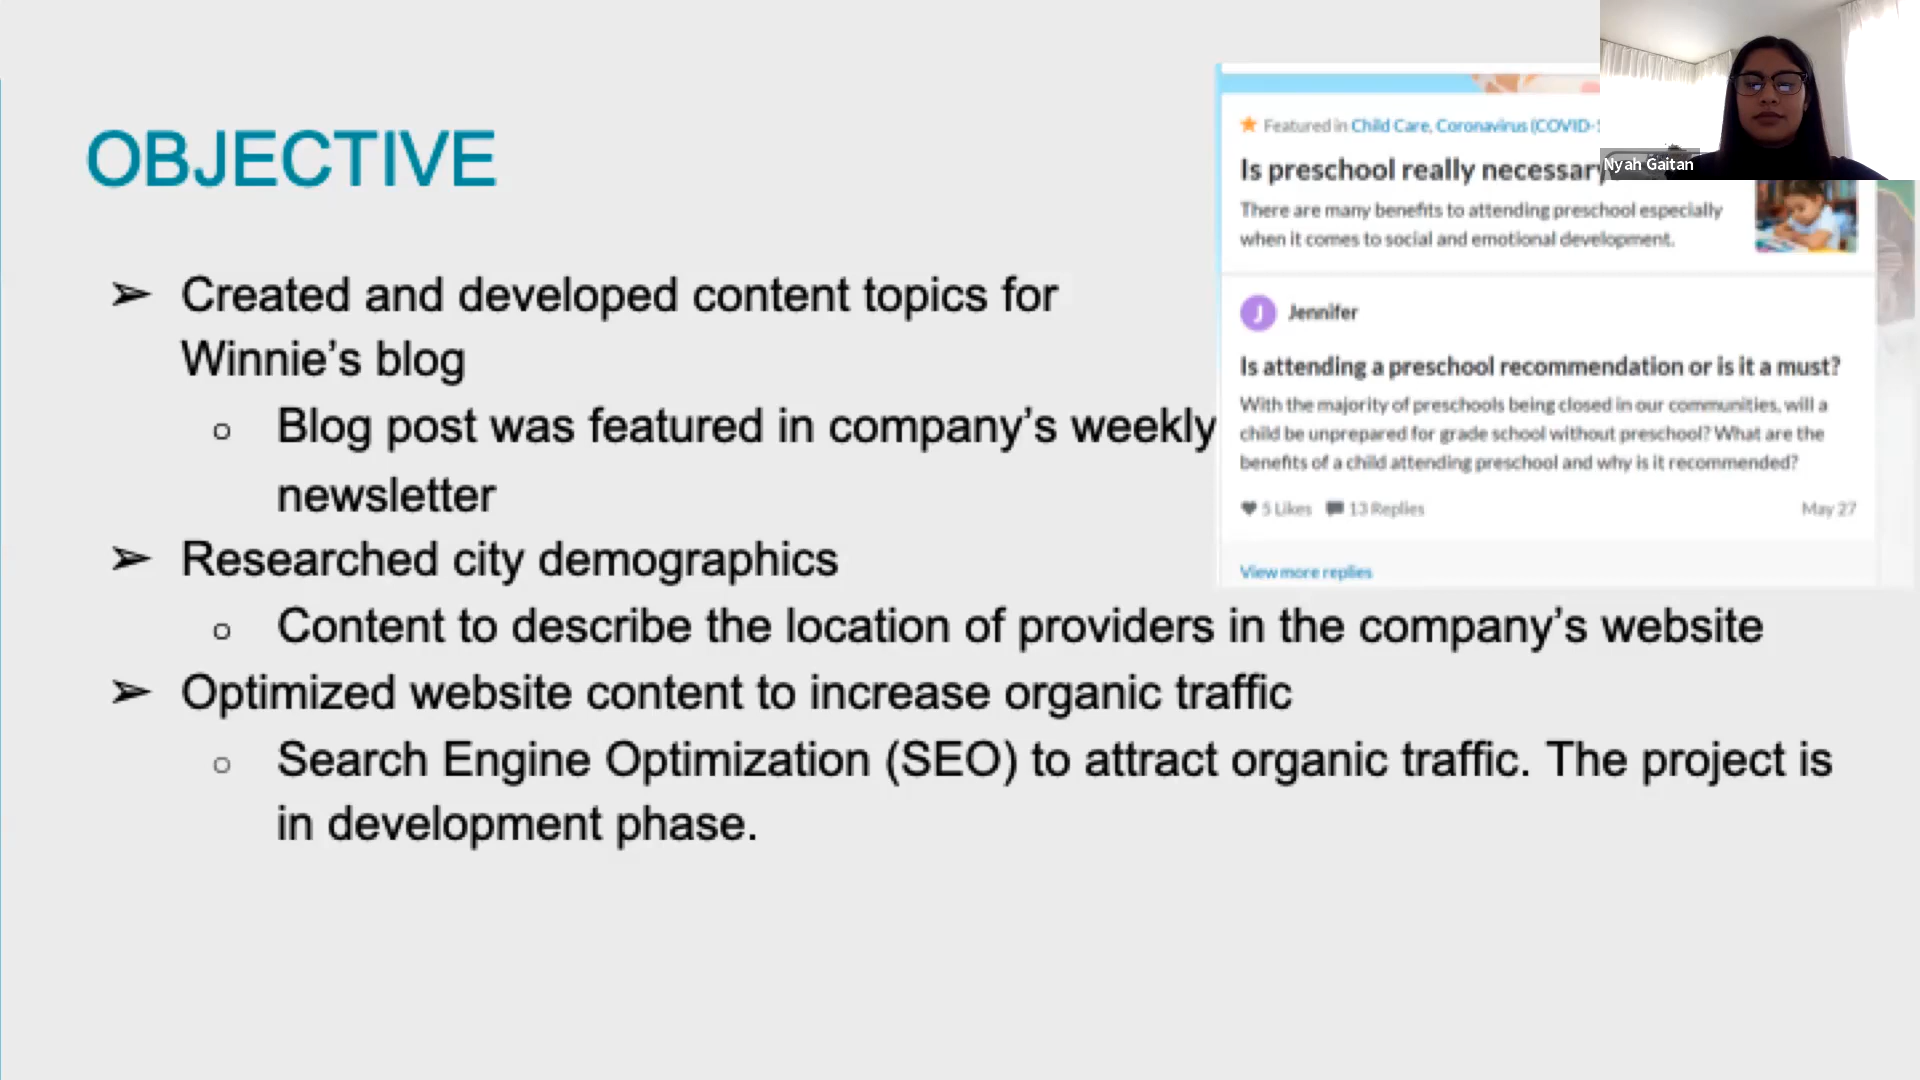 OBJECTIVE
➢ Created and developed content topics for
Winnie’s blog
○ Blog post was featured in company’s weekly
newsletter
➢ Researched city demographics
○ Content to describe the location of providers in the company’s website
➢ Optimized website content to increase organic traffic
○ Search Engine Optimization (SEO) to attract organic traffic. The project is
in development phase.
Featured in Child Care, Coronavirus (COVID-
Is preschool really necessary
There are many benefits to attending preschool especially
when it comes to social and emotional development.
J Jennifer
Is attending a preschool recommendation or is it a must?
With the majority of preschools being closed in our communities, will a
child be unprepared for grade school without preschool? What are the
benefits of a child attending preschool and why is it recommended?
5 Likes 13 Replies May 27
View more replies
Nyah Gaitan